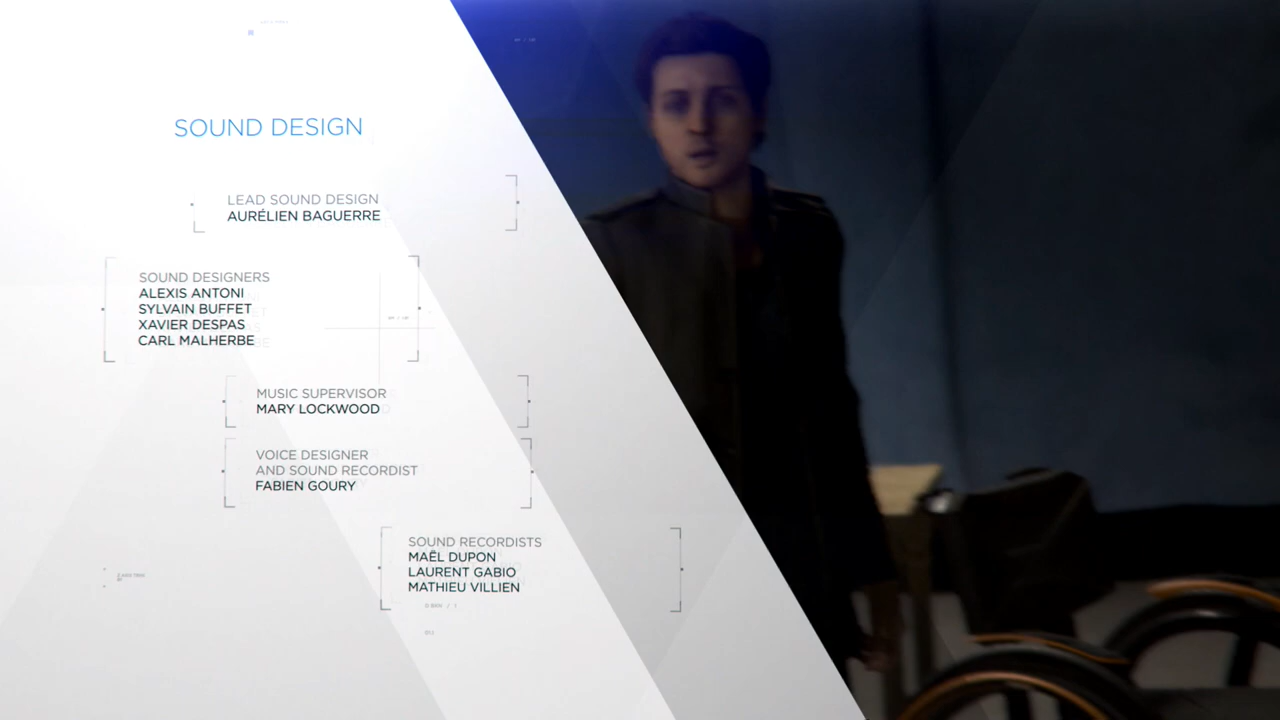 SOUND DESIGN
LEAD SOUND DESIGN
AURÉLIEN BAGUERRE
SOUND DESIGNERS
ALEXIS ANTONI
SYLVAIN BUFFET
XAVIER DESPAS
CARL MALHERBE
MUSIC SUPERVISOR
MARY LOCKWOOD
VOICE DESIGNER
AND SOUND RECORDIST
FABIEN GOURY
SOUND RECORDISTS
MAËL DUPON
LAURENT GABIO
MATHIEU VILLIEN